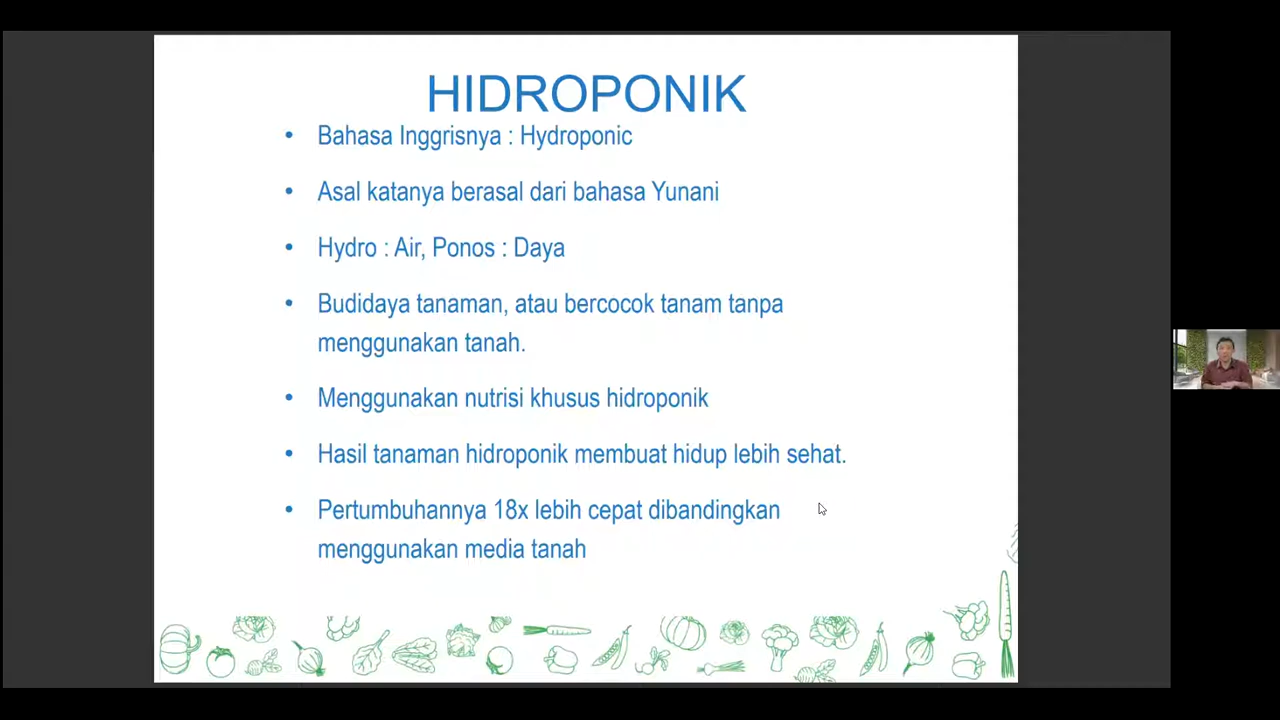 HIDROPONIK
• Bahasa Inggrisnya : Hydroponic
• Asal katanya berasal dari bahasa Yunani
• Hydro : Air, Ponos : Daya
• Budidaya tanaman, atau bercocok tanam tanpa
menggunakan tanah.
• Menggunakan nutrisi khusus hidroponik
• Hasil tanaman hidroponik membuat hidup lebih sehat.
• Pertumbuhannya 18x lebih cepat dibandingkan
menggunakan media tanah